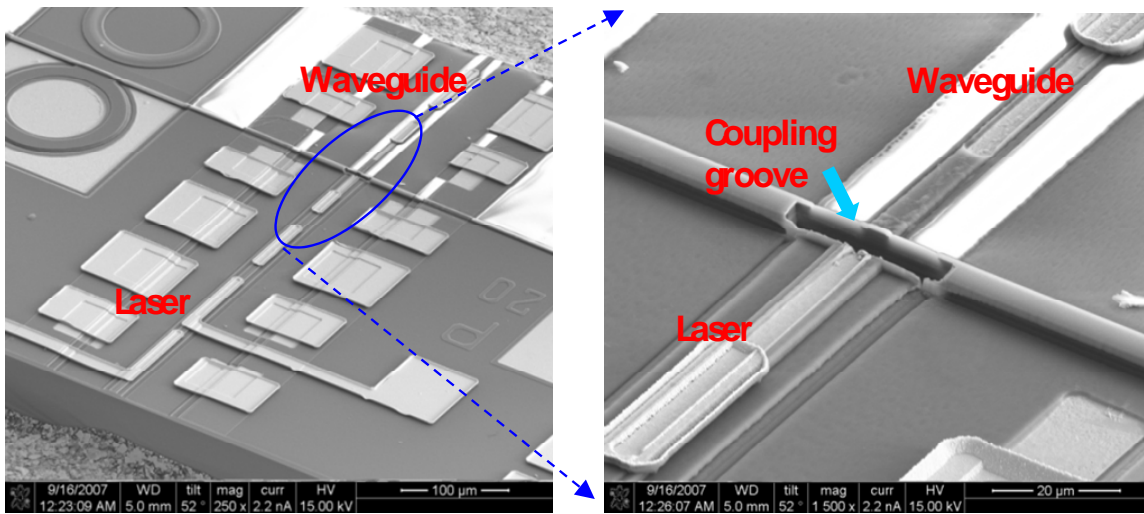 Waveguide
Laser
9/16/2007 WD tilt mag curr HV
12:23:09 AM 5.0 mm 52 ° 250 x 2.2 nA 15.00 kV
100 µm
Waveguide
Coupling
groove
Laser
9/16/2007 WD tilt mag curr HV
12:26:07 AM 5.0 mm 52 ° 1 500 x 2.2 nA 15.00 kV
20 µm